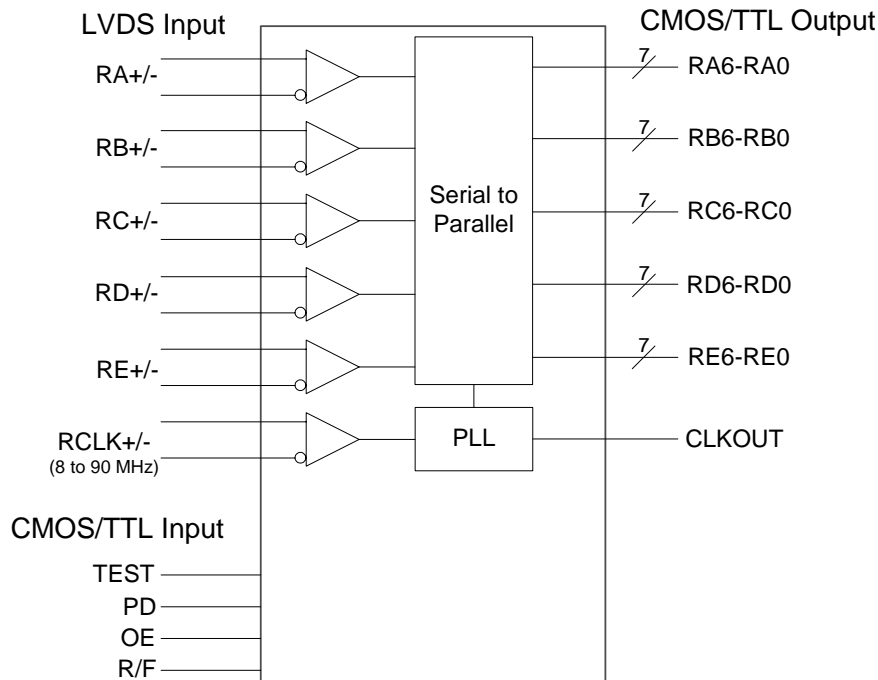 LVDS Input
CMOS/TTL Output
RA+/-
7
RA6-RA0
RB+/-
7
RB6-RB0
Serial to
Parallel
RC+/-
7
RC6-RC0
RD+/-
7
RD6-RD0
RE+/-
7
RE6-RE0
RCLK+/-
(8 to 90 MHz)
PLL
CLKOUT
CMOS/TTL Input
TEST
PD
OE
R/F